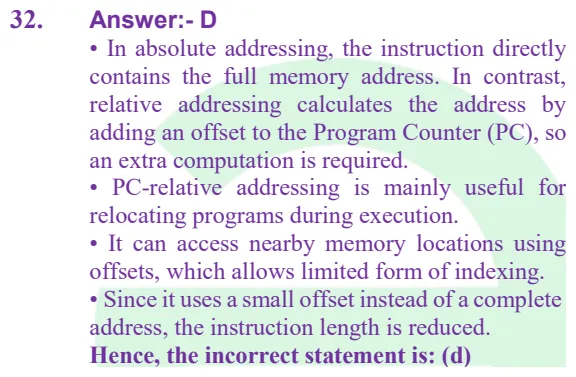 32. Answer:- D
• In absolute addressing, the instruction directly
contains the full memory address. In contrast,
relative addressing calculates the address by
adding an offset to the Program Counter (PC), so
an extra computation is required.
• PC-relative addressing is mainly useful for
relocating programs during execution.
• It can access nearby memory locations using
offsets, which allows limited form of indexing.
• Since it uses a small offset instead of a complete
address, the instruction length is reduced.
Hence, the incorrect statement is: (d)